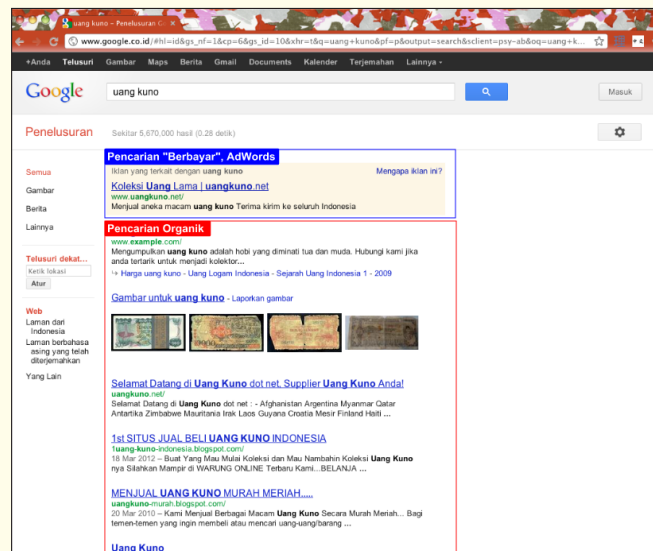 uang kuno - Penelusuran Go
www.google.co.id/#hl=id&gs_nf=1&cp=6&gs_id=10&xhr=t&q=uang+kuno&pf=p&output=search&sclient=psy-ab&oq=uang+k...
+Anda Telusuri Gambar Maps Berita Gmail Documents Kalender Terjemahan Lainnya
Google
uang kuno
Masuk
Penelusuran
Sekitar 5,670,000 hasil (0.28 detik)
Semua
Gambar
Berita
Lainnya
Telusuri dekat...
Ketik lokasi
Atur
Web
Laman dari
Indonesia
Laman berbahasa
asing yang telah
diterjemahkan
Yang Lain
Pencarian "Berbayar", AdWords
Iklan yang terkait dengan uang kuno
Mengapa iklan ini?
Koleksi Uang Lama | uangkuno.net
www.uangkuno.net/
Menjual aneka macam uang kuno Terima kirim ke seluruh Indonesia
Pencarian Organik
www.example.com/
Mengumpulkan uang kuno adalah hobi yang diminati tua dan muda. Hubungi kami jika
anda tertarik untuk menjadi kolektor...
Harga uang kuno - Uang Logam Indonesia - Sejarah Uang Indonesia 1 - 2009
Gambar untuk uang kuno - Laporkan gambar
Selamat Datang di Uang Kuno dot net, Supplier Uang Kuno Anda!
uangkuno.net/
Selamat Datang di Uang Kuno dot net : - Afghanistan Argentina Myanmar Qatar
Antartika Zimbabwe Mauritania Irak Laos Guyana Croatia Mesir Finland Haiti ...
1st SITUS JUAL BELI UANG KUNO INDONESIA
1uang-kuno-indonesia.blogspot.com/
18 Mar 2012 – Buat Yang Mau Mulai Koleksi dan Mau Nambahin Koleksi Uang Kuno
nya Silahkan Mampir di WARUNG ONLINE Terbaru Kami...BELANJA ...
MENJUAL UANG KUNO MURAH MERIAH.....
uangkuno-murah.blogspot.com/
20 Mar 2010 – Kami Menjual Berbagai Macam Uang Kuno Secara Murah Meriah... Bagi
temen-temen yang ingin membeli atau mencari uang-uang/barang ...
Uang Kuno